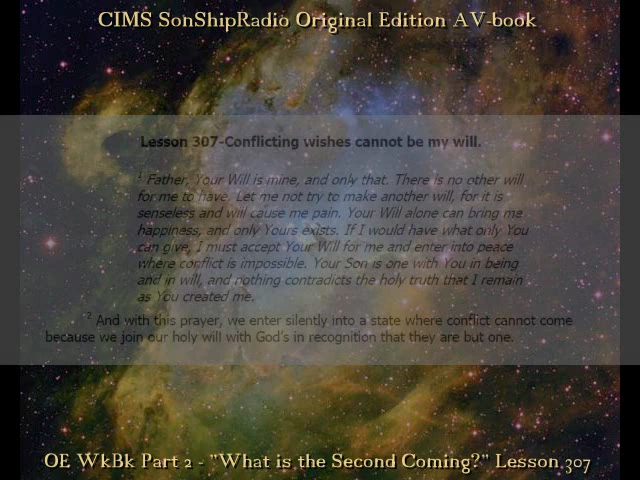 CIMS SonShipRadio Original Edition AV-book
Lesson 307-Conflicting wishes cannot be my will.
1 Father, Your Will is mine, and only that. There is no other will
for me to have. Let me not try to make another will, for it is
senseless and will cause me pain. Your Will alone can bring me
happiness, and only Yours exists. If I would have what only You
can give, I must accept Your Will for me and enter into peace
where conflict is impossible. Your Son is one with You in being
and in will, and nothing contradicts the holy truth that I remain
as You created me.
2 And with this prayer, we enter silently into a state where conflict cannot come
because we join our holy will with God's in recognition that they are but one.
OE WkBk Part 2 - "What is the Second Coming?" Lesson 307